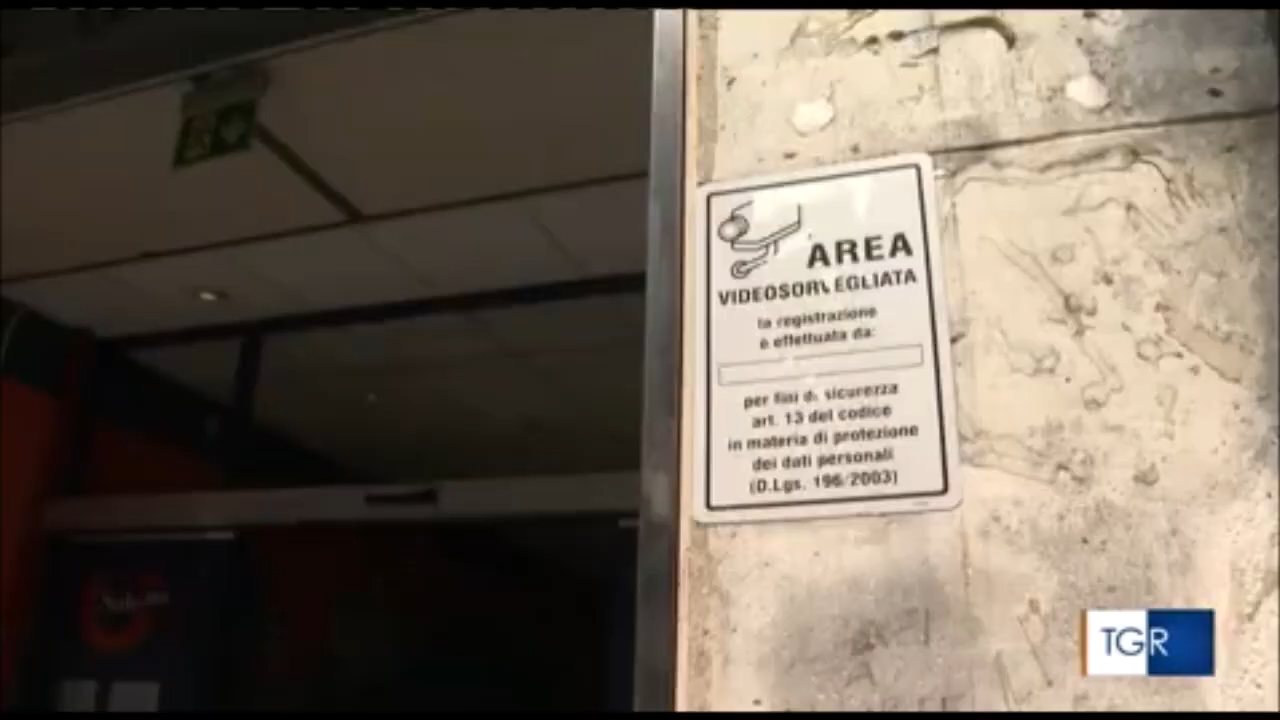 AREA
VIDEOSORVEGLIATA
la registrazione
è effettuata da:
per fini di sicurezza
art. 13 del codice
in materia di protezione
dei dati personali
(D.Lgs. 196/2003)
TGR